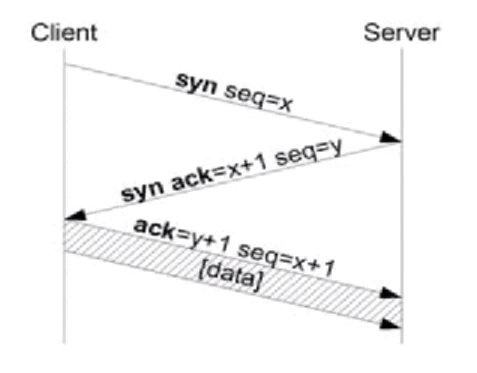 Client
Server
syn seq=x
syn ack=x+1 seq=y
ack=y+1 seq=x+1
[data]